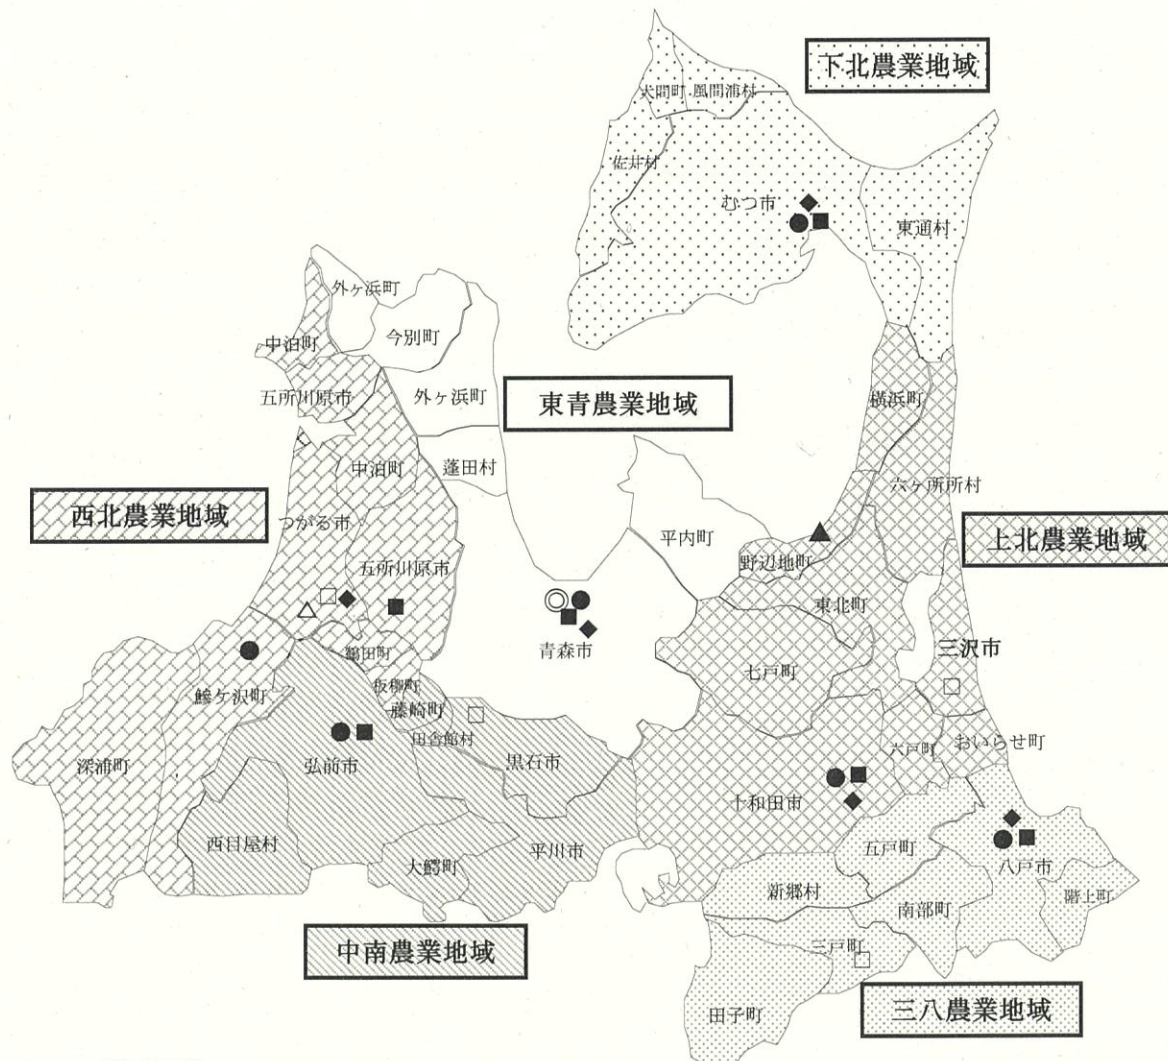 下北農業地域
大間町
風間浦村
佐井村
むつ市
東通村
外ヶ浜町
今別町
中泊町
五所川原市
外ヶ浜町
東青農業地域
横浜町
中泊町
蓬田村
六ヶ所所村
西北農業地域
つがる市
上北農業地域
平内町
野辺地町
五所川原市
東北町
青森市
鶴田町
七戸町
三沢市
板柳町
鰺ケ沢町
藤崎町
田舎館村
おいらせ町
六戸町
深浦町
弘前市
黒石市
十和田市
西目屋村
平川市
五戸町
大鰐町
八戸市
新郷村
南部町
階上町
中南農業地域
三戸町
田子町
三八農業地域